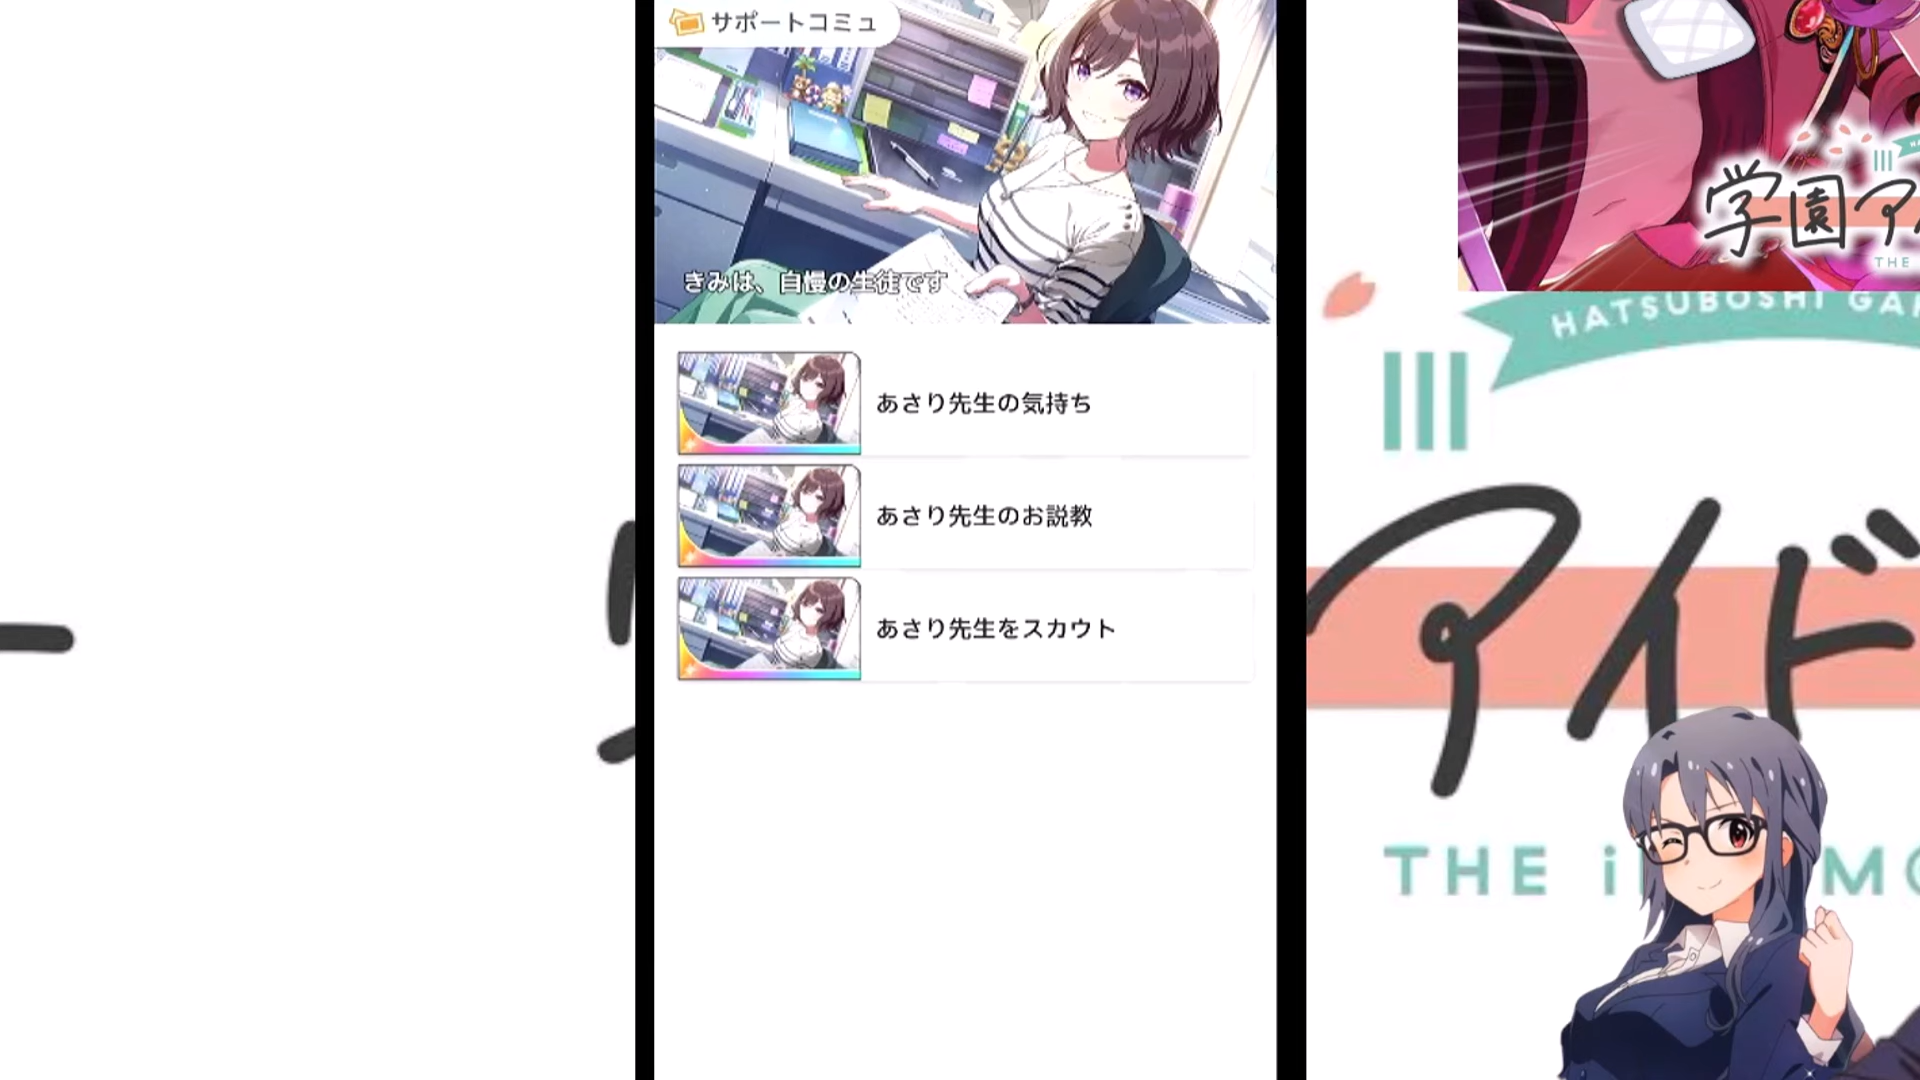 サポートコミュ
きみは、自慢の生徒です
あさり先生の気持ち
あさり先生のお説教
あさり先生をスカウト
学園ア
THE
HATSUBOSHI GA
アイド
THE i M